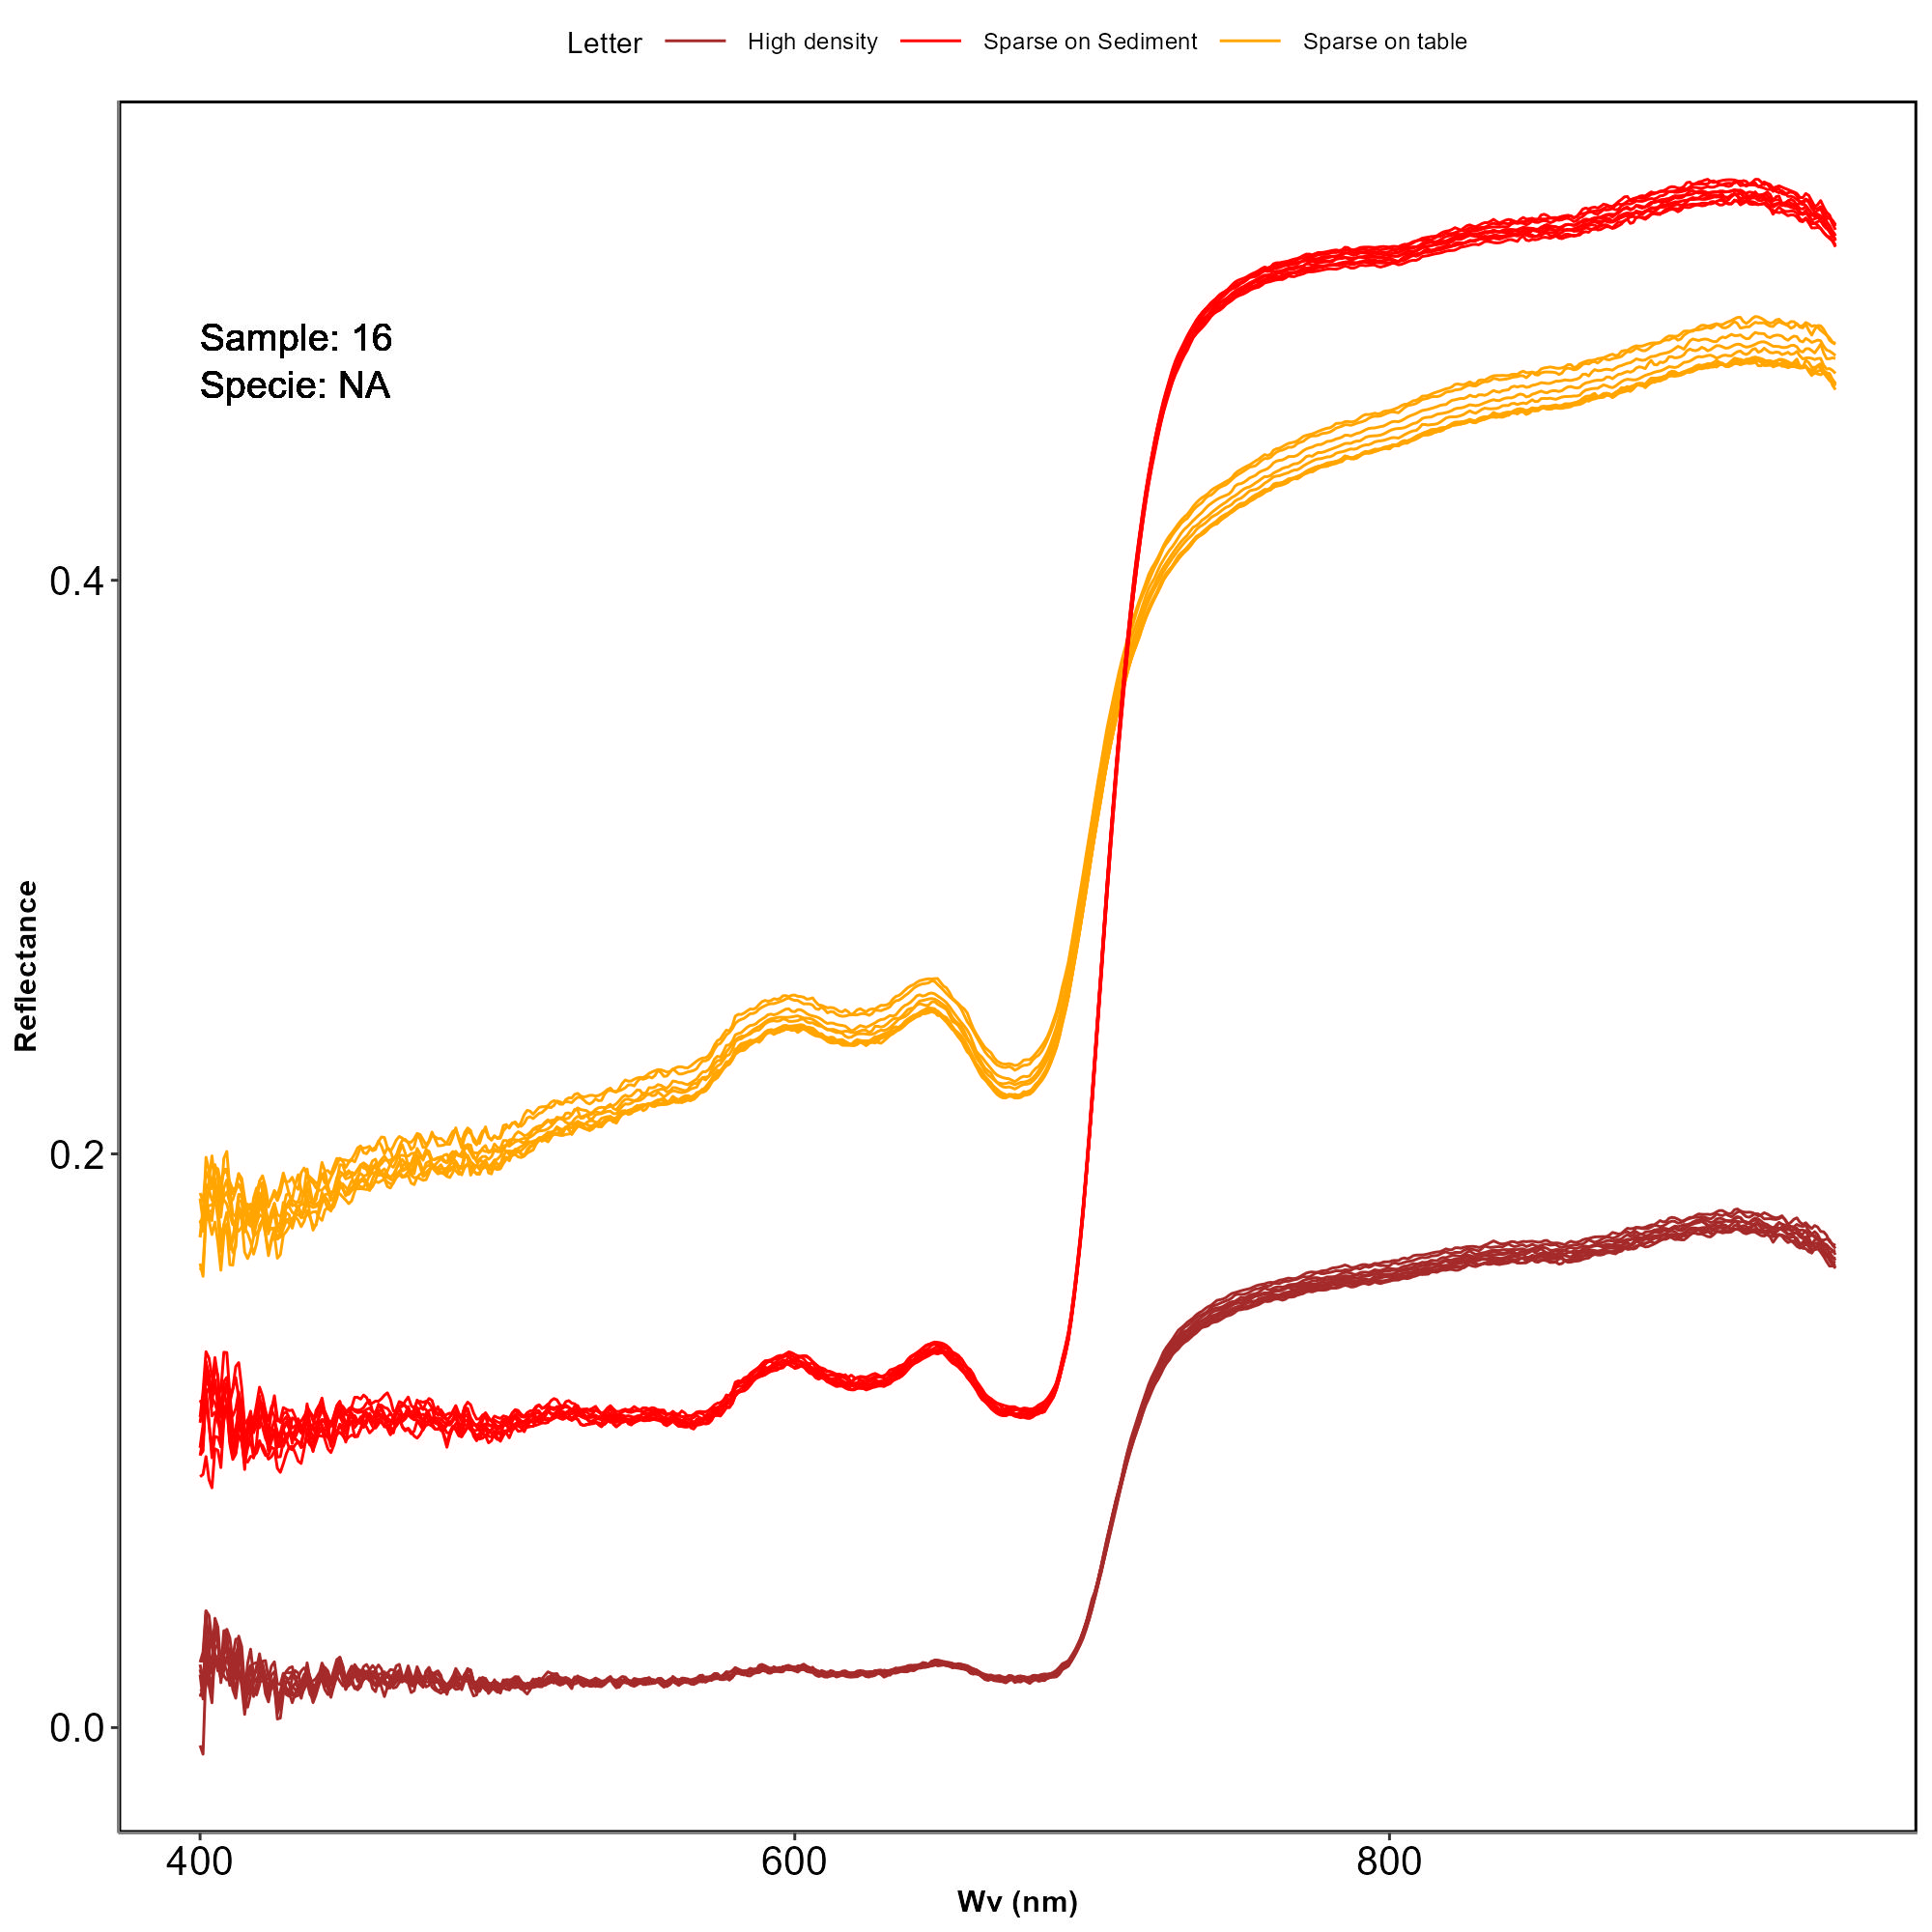 Letter High density Sparse on Sediment Sparse on table
Sample: 16
Specie: NA
0.4
0.2
0.0
Reflectance
400 600 800
Wv (nm)